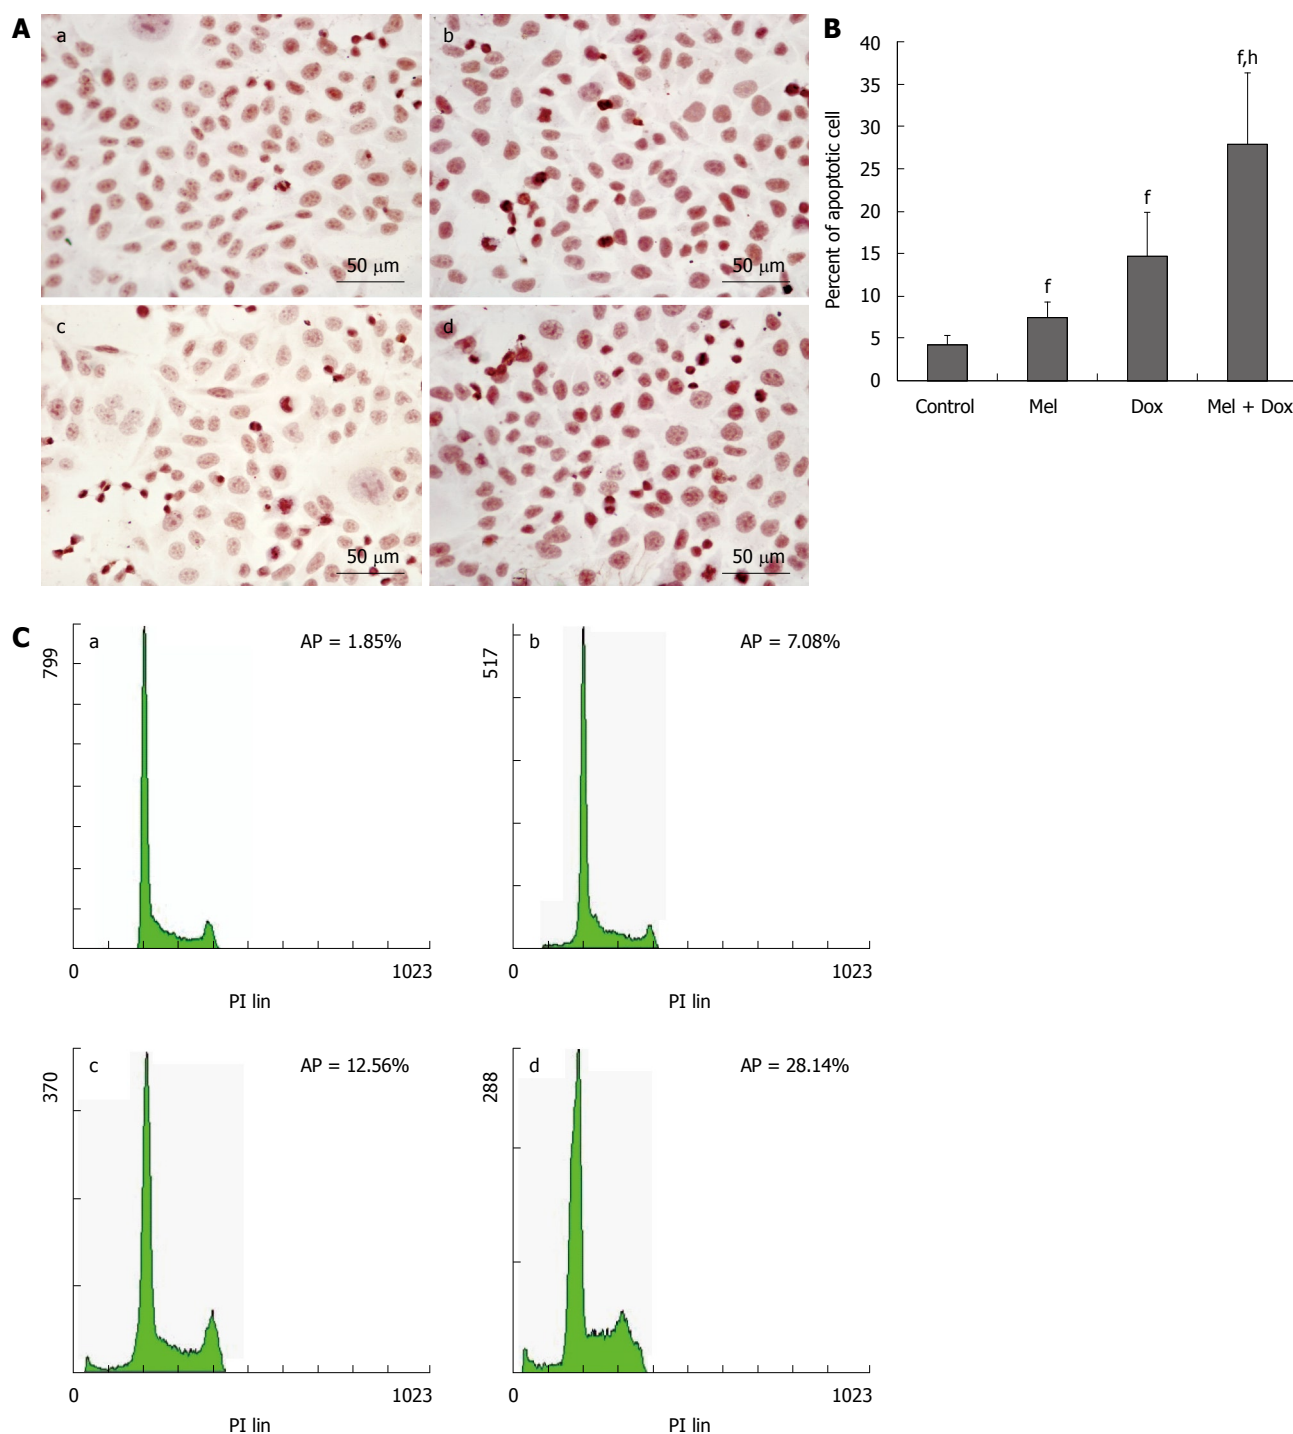 A
a
50 μm
b
50 μm
c
50 μm
d
50 μm
B
Percent of apoptotic cell
40
35
30
25
20
15
10
5
0
f
f
f,h
Control
Mel
Dox
Mel + Dox
C
a
AP = 1.85%
799
0
1023
PI lin
b
AP = 7.08%
517
0
1023
PI lin
c
AP = 12.56%
370
0
1023
PI lin
d
AP = 28.14%
288
0
1023
PI lin